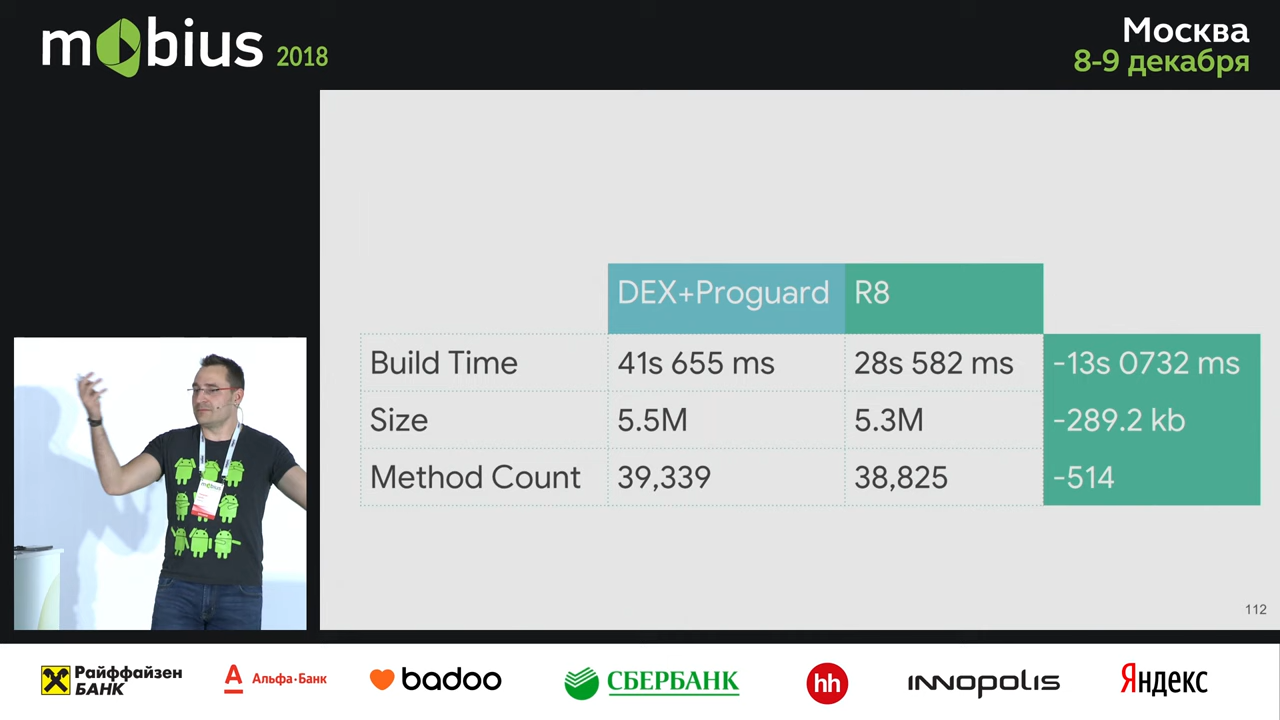 mobius 2018
Москва
8-9 декабря
DEX+Proguard R8
Build Time 41s 655 ms 28s 582 ms -13s 0732 ms
Size 5.5M 5.3M -289.2 kb
Method Count 39,339 38,825 -514
112
mobius
Райффайзен
БАНК
А Альфа·Банк
badoo
СБЕРБАНК
hh
INNOPOLIS
Яндекс